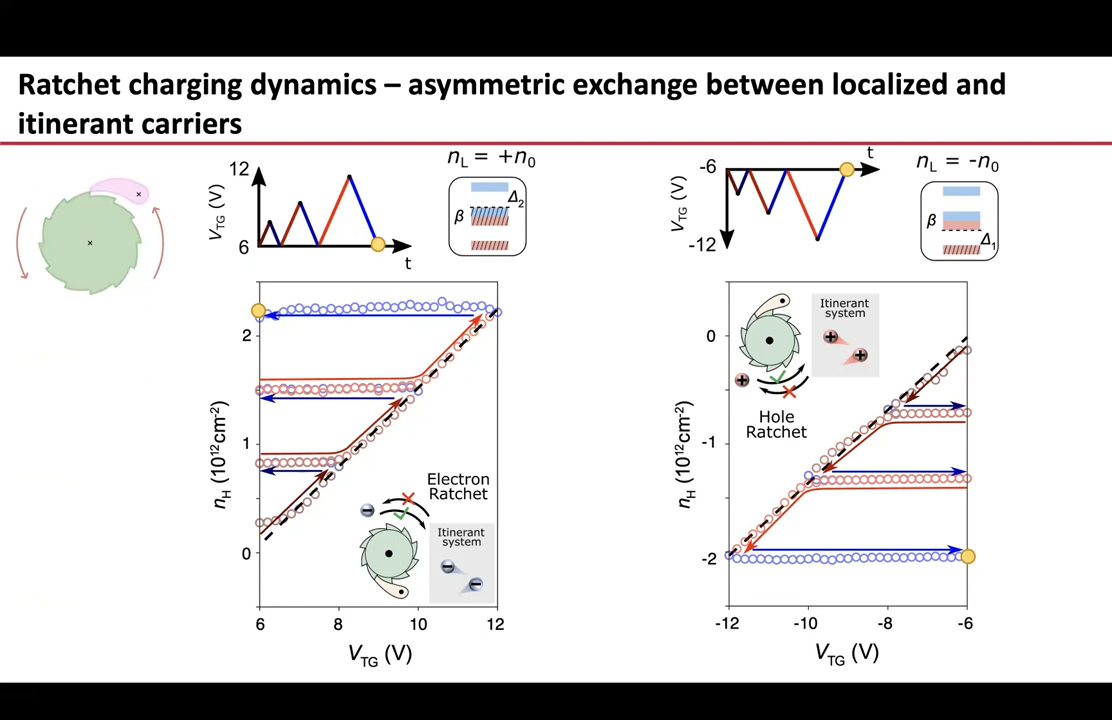 Ratchet charging dynamics – asymmetric exchange between localized and
itinerant carriers
12
V_TG (V)
6
t
n_L = +n_0
β
Δ_2
-6
V_TG (V)
-12
t
n_L = -n_0
β
Δ_1
2
1
0
n_H (10^12cm^-2)
6
8
10
12
V_TG (V)
Electron
Ratchet
Itinerant
system
0
-1
-2
n_H (10^12cm^-2)
-12
-10
-8
-6
V_TG (V)
Itinerant
system
Hole
Ratchet